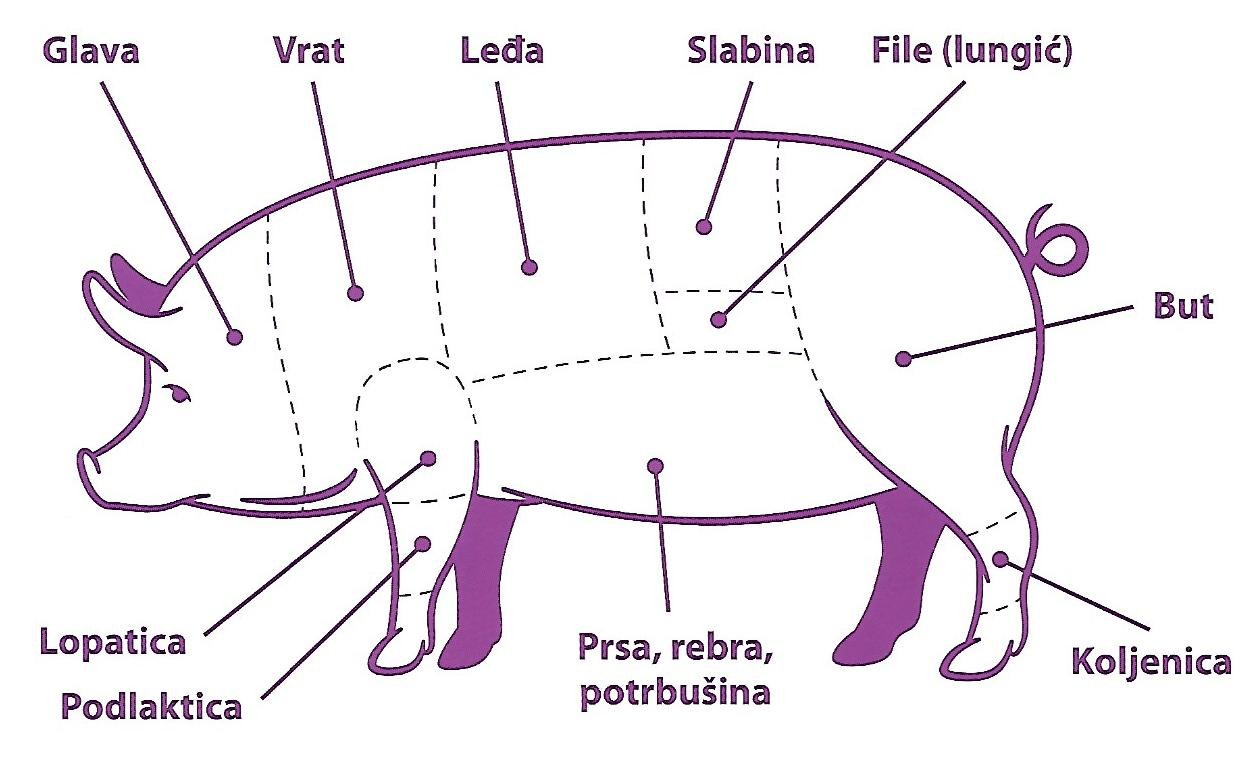 Glava
Vrat
Leđa
Slabina
File (lungić)
But
Lopatica
Podlaktica
Prsa, rebra,
potrbušina
Koljenica